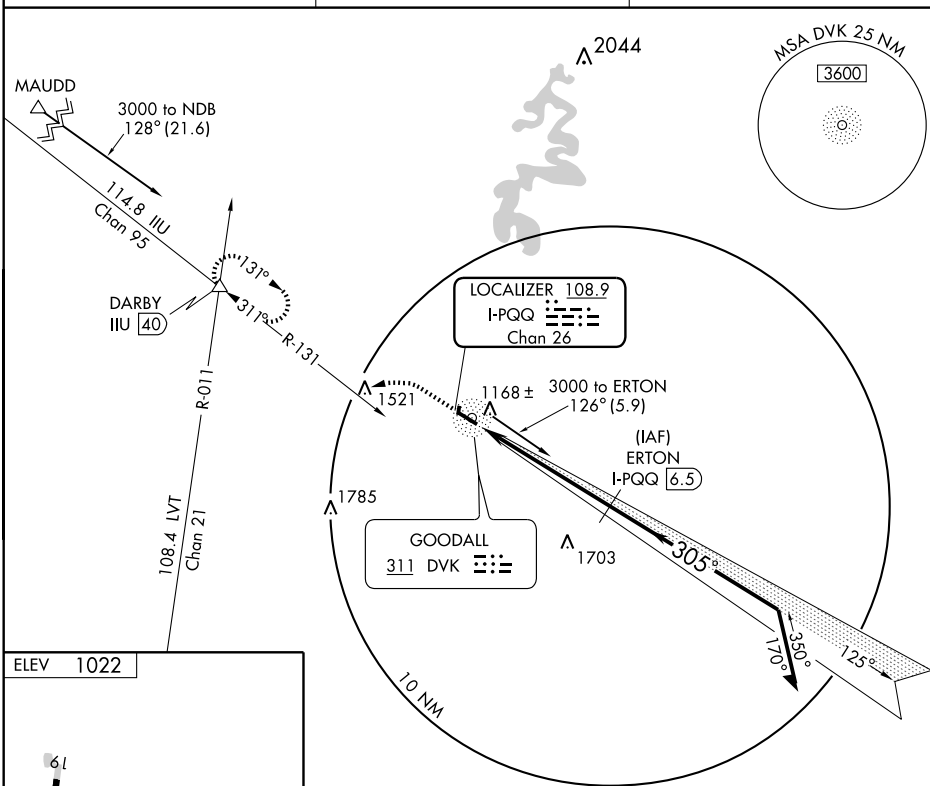 2044
MSA DVK 25 NM
3600
MAUDD
3000 to NDB
128° (21.6)
114.8 IIU
Chan 95
131°
DARBY
IIU 40
311°
R-131
LOCALIZER 108.9
I-PQQ
Chan 26
1521
1168 ±
3000 to ERTON
126° (5.9)
(IAF)
ERTON
I-PQQ 6.5
R-011
108.4 LVT
Chan 21
1785
GOODALL
311 DVK
1703
305°
350°
170°
125°
10 NM
ELEV 1022
19